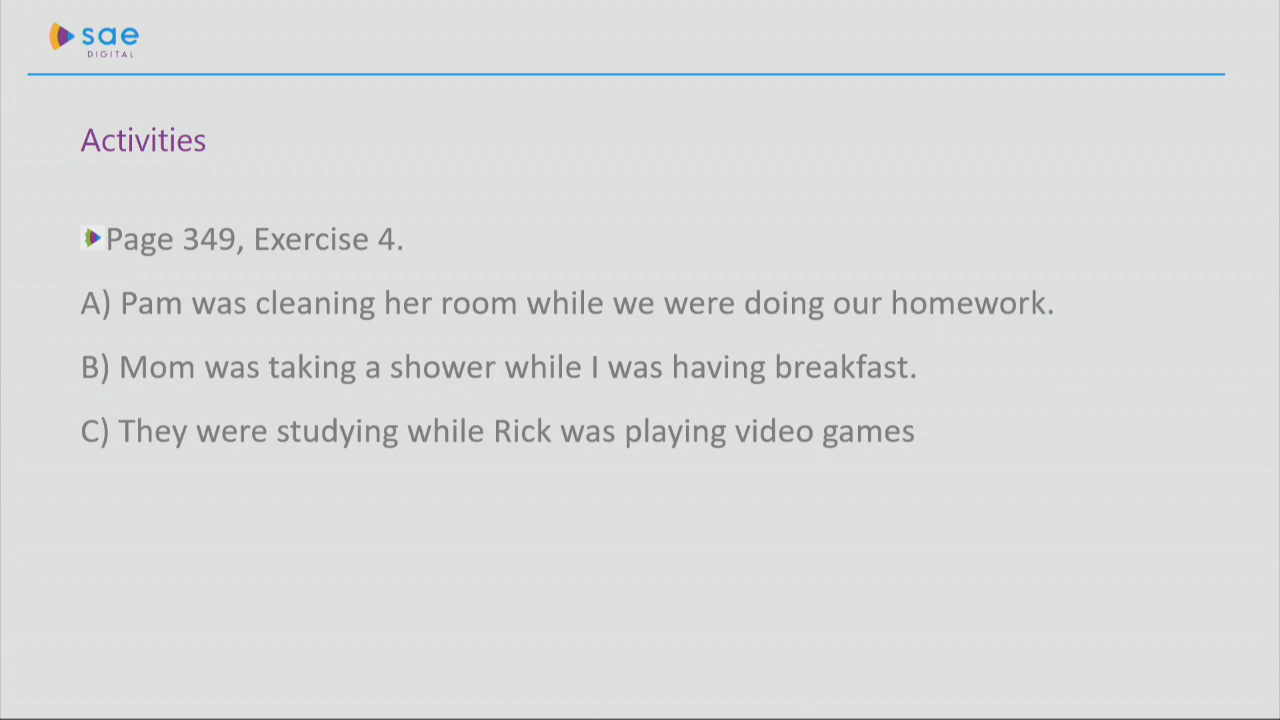 sae
DIGITAL
Activities
Page 349, Exercise 4.
A) Pam was cleaning her room while we were doing our homework.
B) Mom was taking a shower while I was having breakfast.
C) They were studying while Rick was playing video games